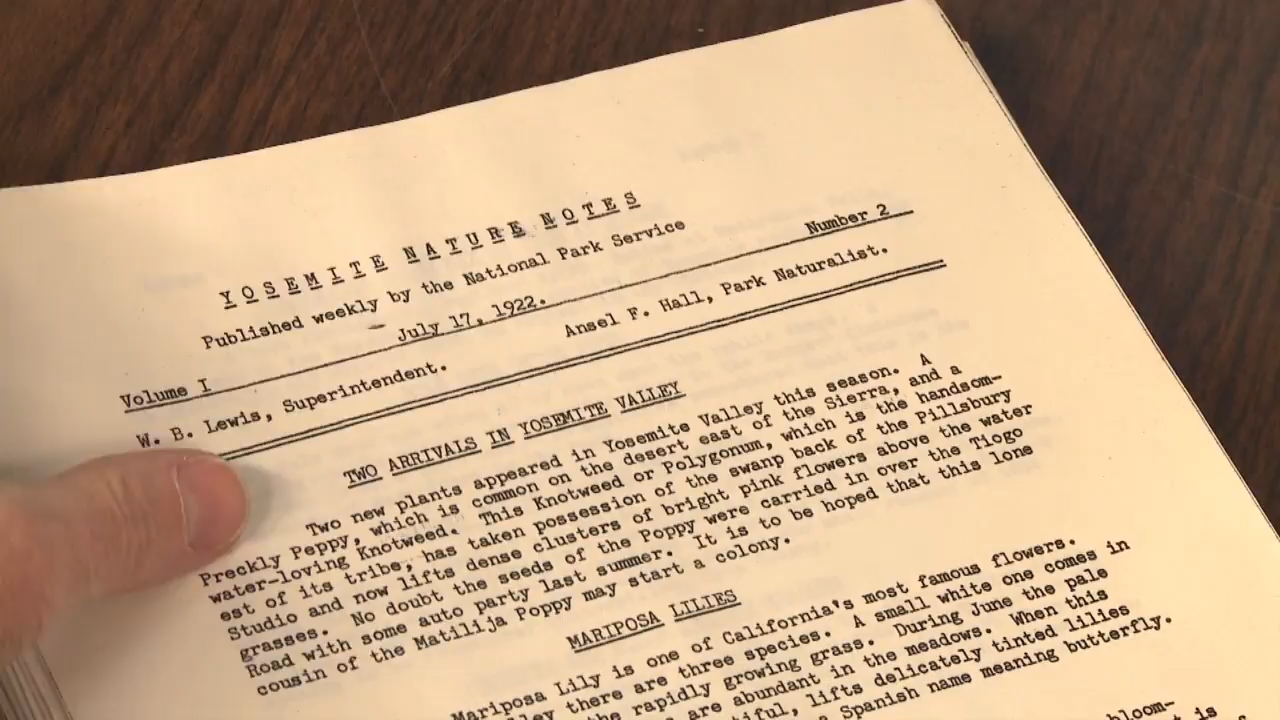 YOSEMITE NATURE NOTES
Published weekly by the National Park Service
Volume I July 17, 1922. Number 2
W. B. Lewis, Superintendent. Ansel F. Hall, Park Naturalist.
TWO ARRIVALS IN YOSEMITE VALLEY
Two new plants appeared in Yosemite Valley this season. A
Preckly Peppy, which is common on the desert east of the Sierra, and a
water-loving Knotweed. This Knotweed or Polygonum, which is the handsom-
est of its tribe, has taken possession of the swamp back of the Pillsbury
Studio and now lifts dense clusters of bright pink flowers above the water
grasses. No doubt the seeds of the Poppy were carried in over the Tiogo
Road with some auto party last summer. It is to be hoped that this lone
cousin of the Matilija Poppy may start a colony.
MARIPOSA LILIES
Mariposa Lily is one of California's most famous flowers.
there are three species. A small white one comes in
the rapidly growing grass. During June the pale
are abundant in the meadows. When this
lifts delicately tinted lilies
Spanish name meaning butterfly.
bloom-
is